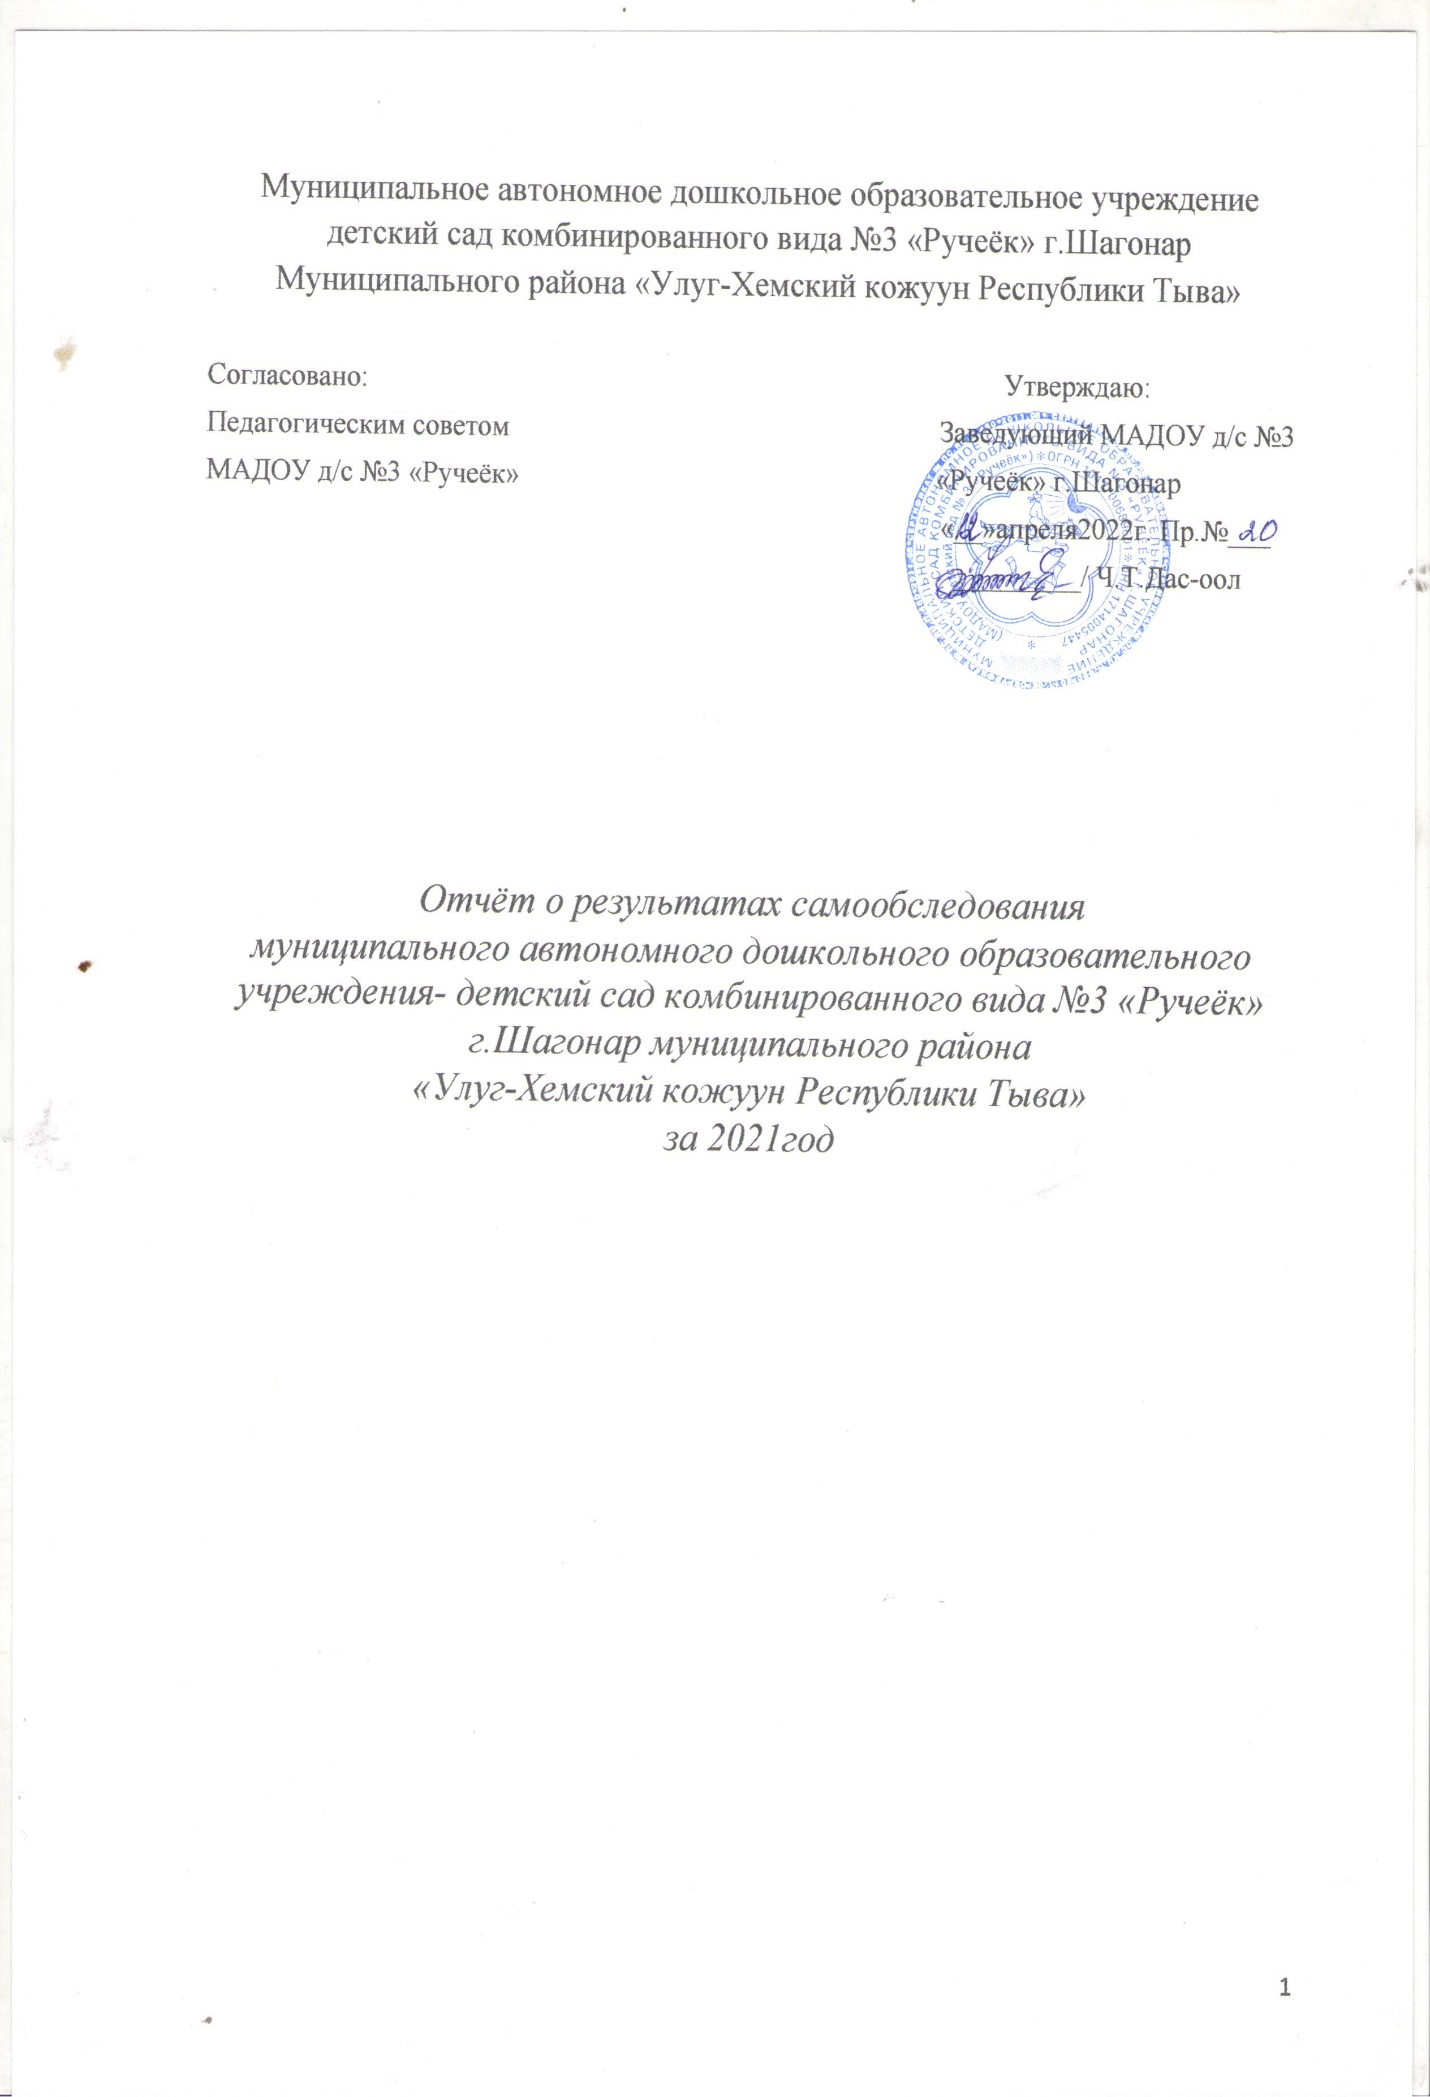 Муниципальное автономное дошкольное образовательное учреждение
детский сад комбинированного вида №3 «Ручеёк» г.Шагонар
Муниципального района «Улуг-Хемский кожуун Республики Тыва»
Согласовано:
Педагогическим советом
МАДОУ д/с №3 «Ручеёк»
Утверждаю:
Заведующий МАДОУ д/с №3
«Ручеёк» г.Шагонар
«12»апреля2022г. Пр.№ 20
/ Ч.Т.Дас-оол
Отчёт о результатах самообследования
муниципального автономного дошкольного образовательного
учреждения- детский сад комбинированного вида №3 «Ручеёк»
г.Шагонар муниципального района
«Улуг-Хемский кожуун Республики Тыва»
за 2021год
1